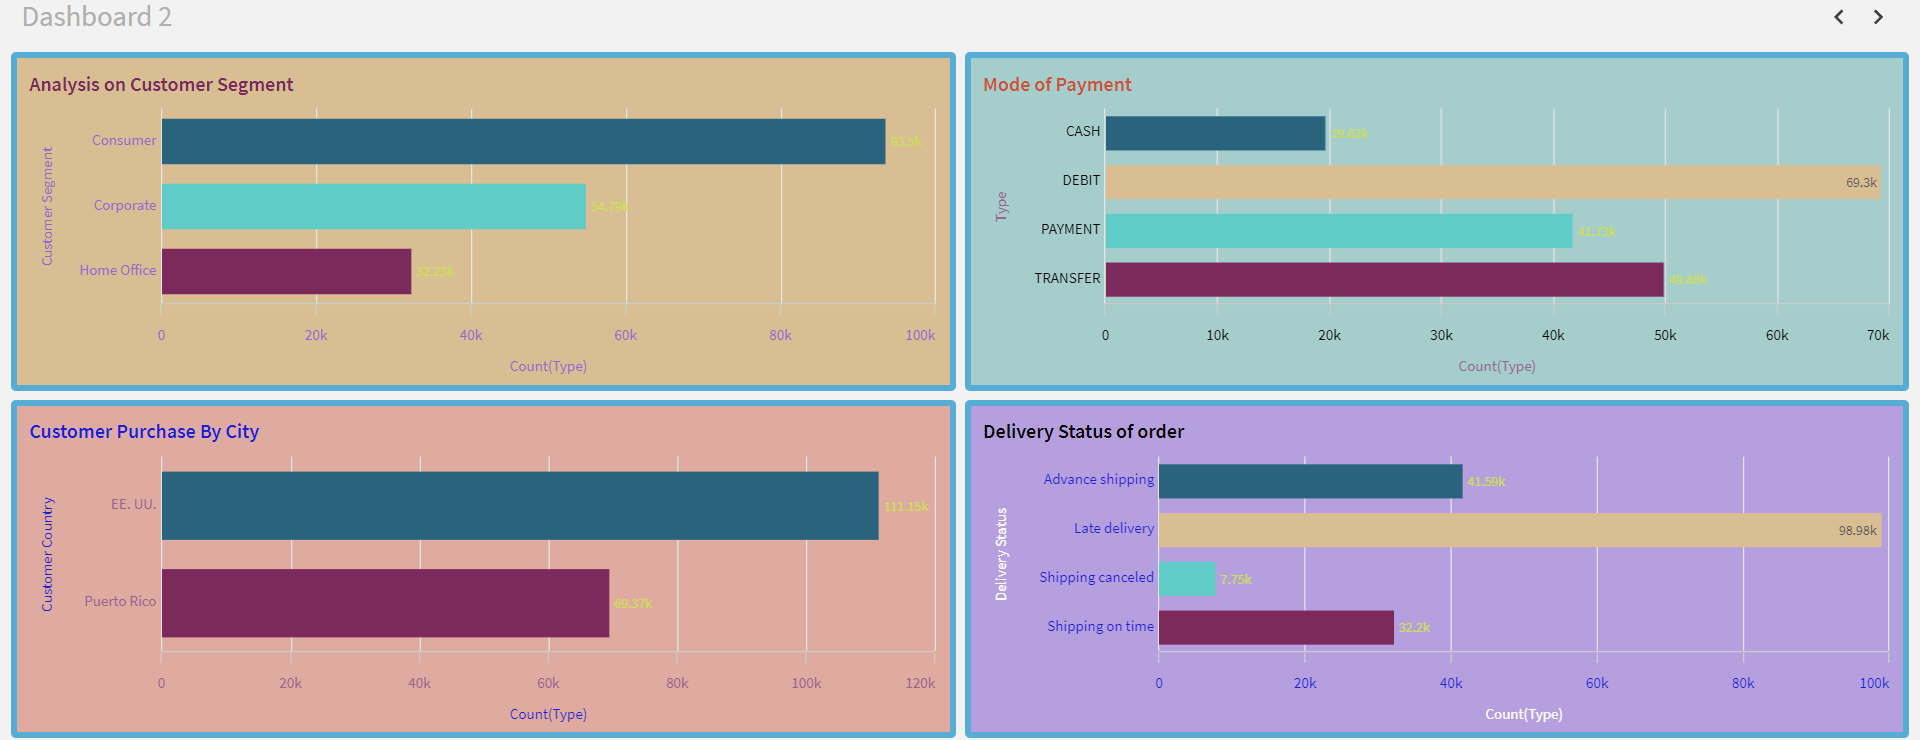 Dashboard 2
Analysis on Customer Segment
Customer Segment
Consumer
93.5k
Corporate
54.79k
Home Office
32.23k
0 20k 40k 60k 80k 100k
Count(Type)
Mode of Payment
Type
CASH
19.62k
DEBIT
69.3k
PAYMENT
41.73k
TRANSFER
49.88k
0 10k 20k 30k 40k 50k 60k 70k
Count(Type)
Customer Purchase By City
Customer Country
EE. UU.
111.15k
Puerto Rico
69.37k
0 20k 40k 60k 80k 100k 120k
Count(Type)
Delivery Status of order
Delivery Status
Advance shipping
41.59k
Late delivery
98.98k
Shipping canceled
7.75k
Shipping on time
32.2k
0 20k 40k 60k 80k 100k
Count(Type)